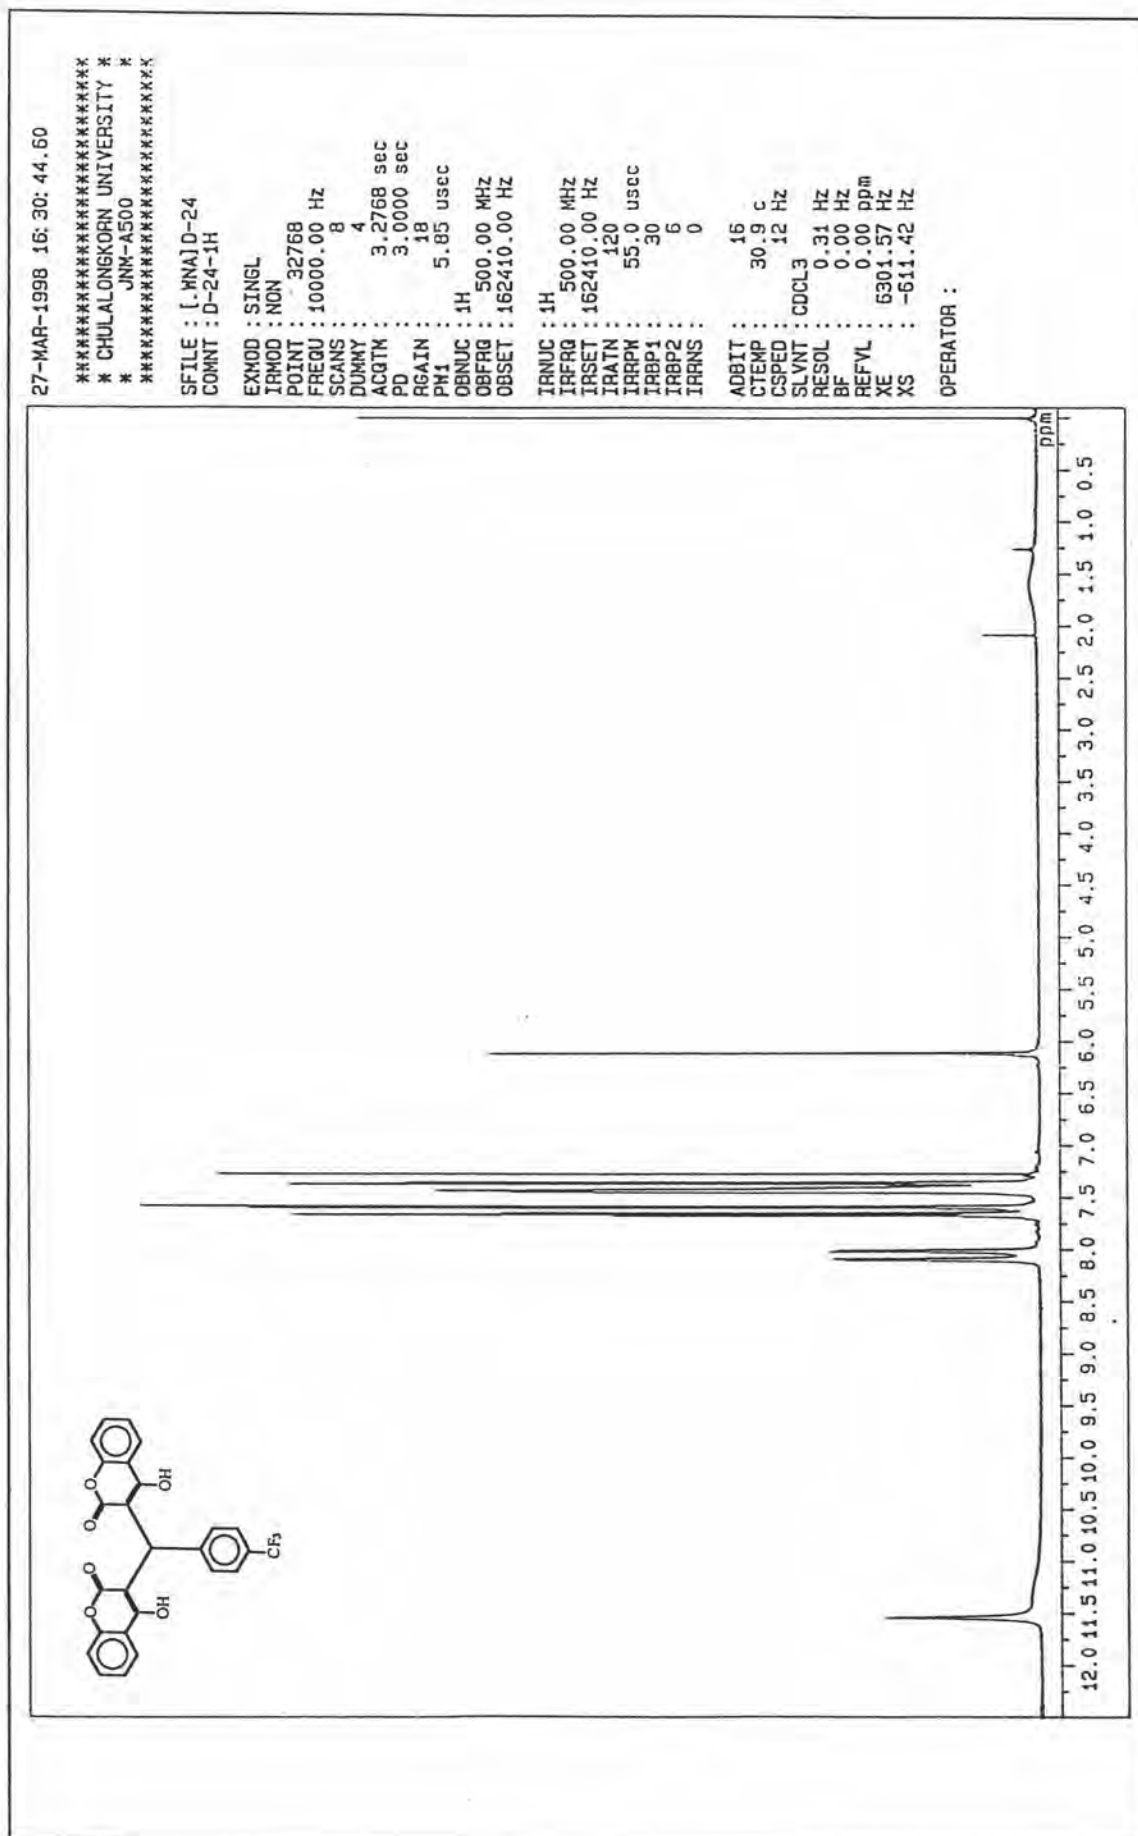 27-MAR-1998 16:30:44.60
******************************
* CHULALONGKORN UNIVERSITY *
* JNM-A500 *
******************************
SFILE : [.WNA]D-24
COMNT : D-24-1H
EXMOD : SINGL
IRMOD : NON
POINT : 32768
FREQU : 10000.00 Hz
SCANS : 8
DUMMY : 4
ACQTM : 3.2768 sec
PD : 3.0000 sec
RGAIN : 18
PW1 : 5.85 usec
OBNUC : 1H
OBFRQ : 500.00 MHz
OBSET : 162410.00 Hz
IRNUC : 1H
IRFRQ : 500.00 MHz
IRSET : 162410.00 Hz
IRATN : 120
IRRPW : 55.0 usec
IRBP1 : 30
IRBP2 : 6
IRRNS : 0
ADBIT : 16
CTEMP : 30.9 c
CSPED : 12 Hz
SLVNT : CDCL3
RESOL : 0.31 Hz
BF : 0.00 Hz
REFVL : 0.00 ppm
XE : 6301.57 Hz
XS : -611.42 Hz
OPERATOR :
O O O O
OH OH
CF3
ppm
12.0 11.5 11.0 10.5 10.0 9.5 9.0 8.5 8.0 7.5 7.0 6.5 6.0 5.5 5.0 4.5 4.0 3.5 3.0 2.5 2.0 1.5 1.0 0.5